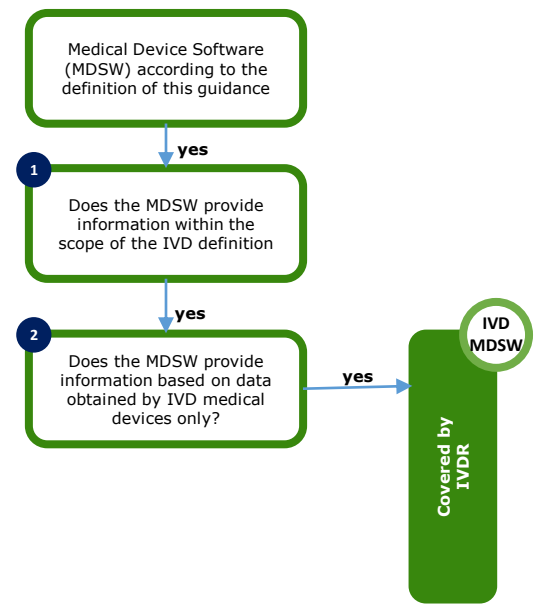 Medical Device Software
(MDSW) according to the
definition of this guidance
yes
1
Does the MDSW provide
information within the
scope of the IVD definition
yes
2
Does the MDSW provide
information based on data
obtained by IVD medical
devices only?
yes
IVD
MDSW
Covered by
IVDR